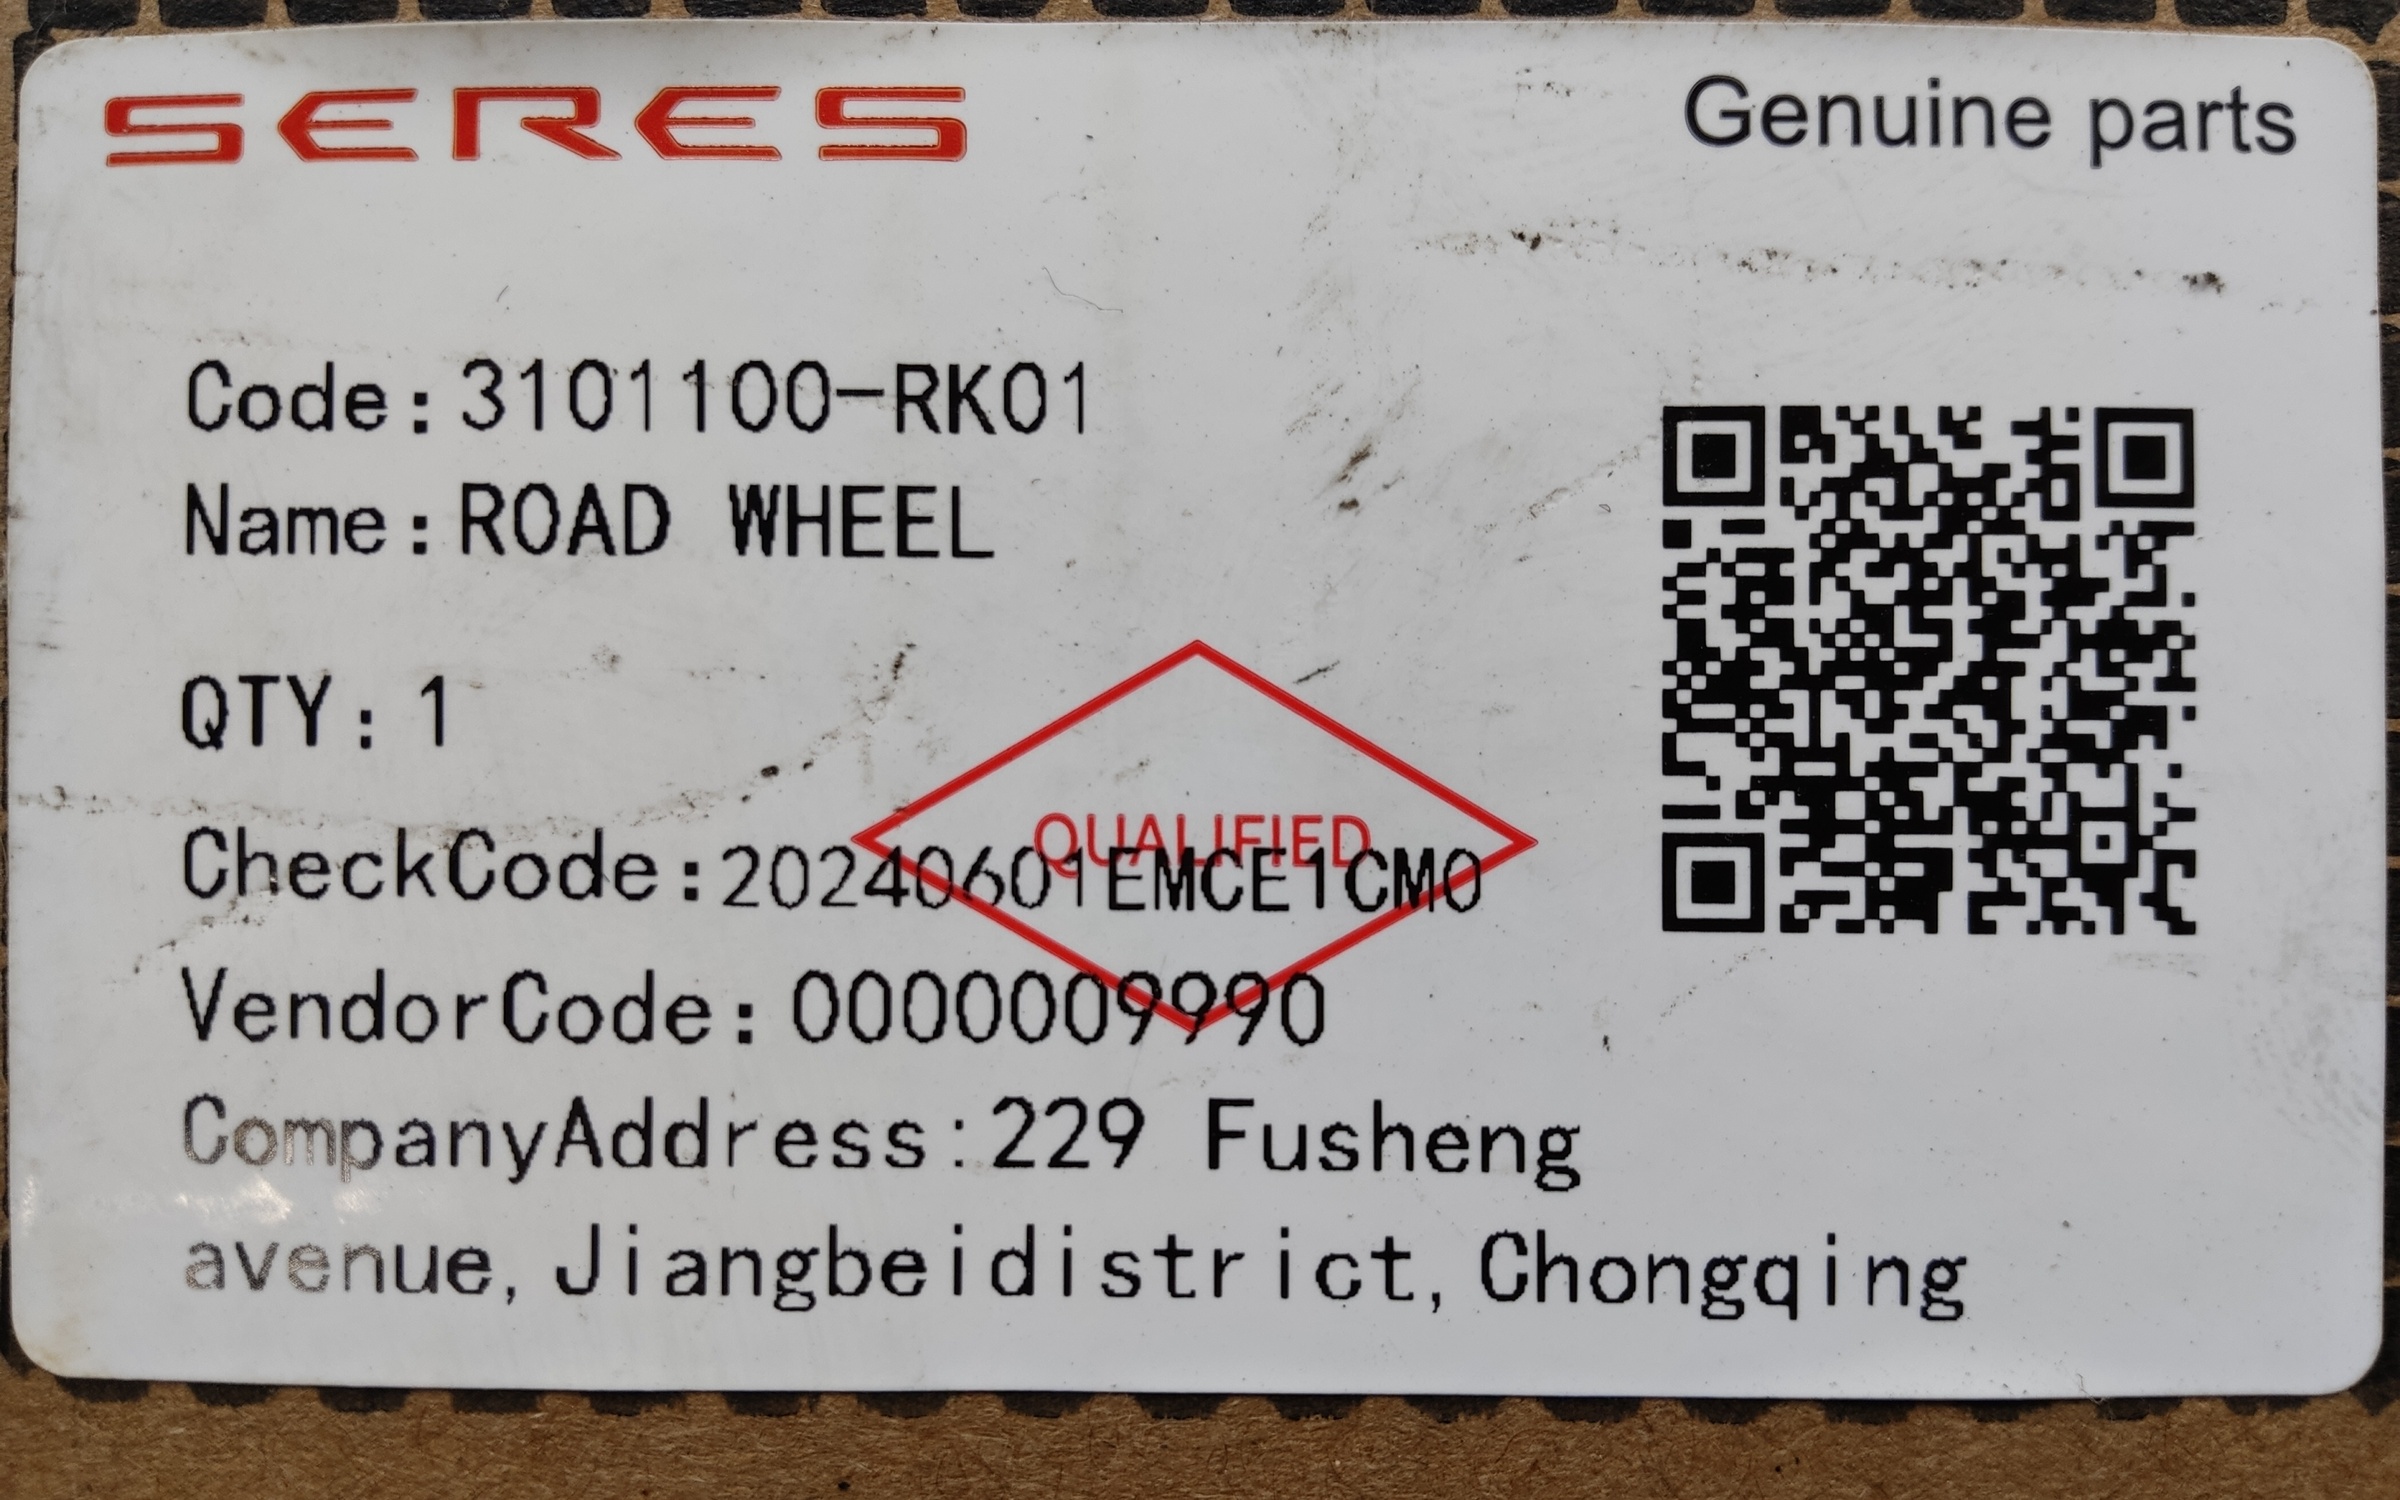 SERES
Genuine parts
Code:3101100-RK01
Name:ROAD WHEEL
QTY: 1
QUALIFIED
CheckCode:20240601EMCE1CM0
VendorCode: 0000009990
CompanyAddress:229 Fusheng
avenue, Jiangbeidistrict, Chongqing